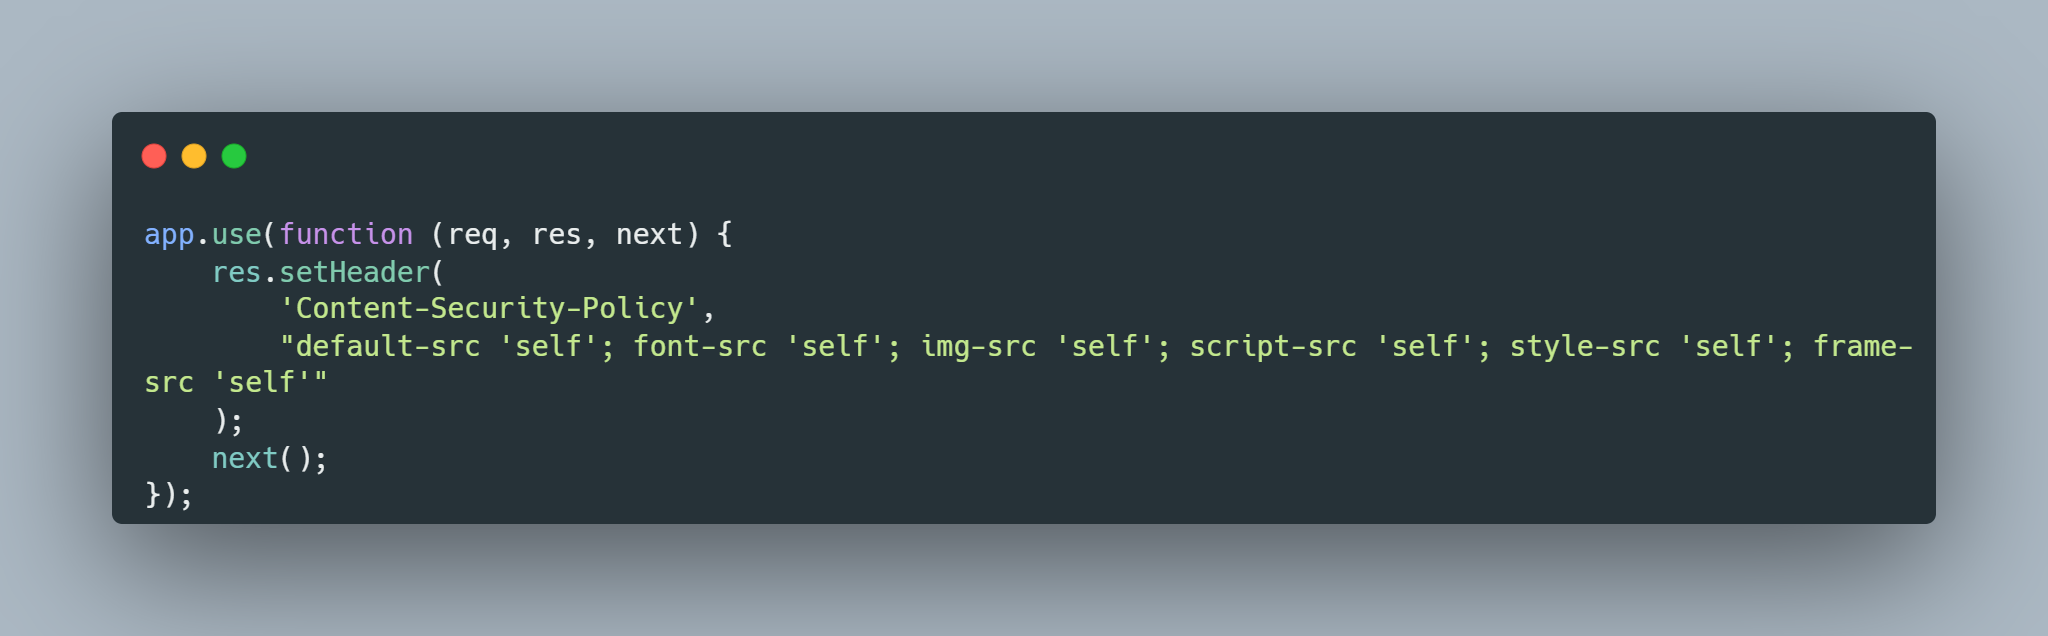 app.use(function (req, res, next) {
    res.setHeader(
        'Content-Security-Policy',
        "default-src 'self'; font-src 'self'; img-src 'self'; script-src 'self'; style-src 'self'; frame-
src 'self'"
    );
    next();
});